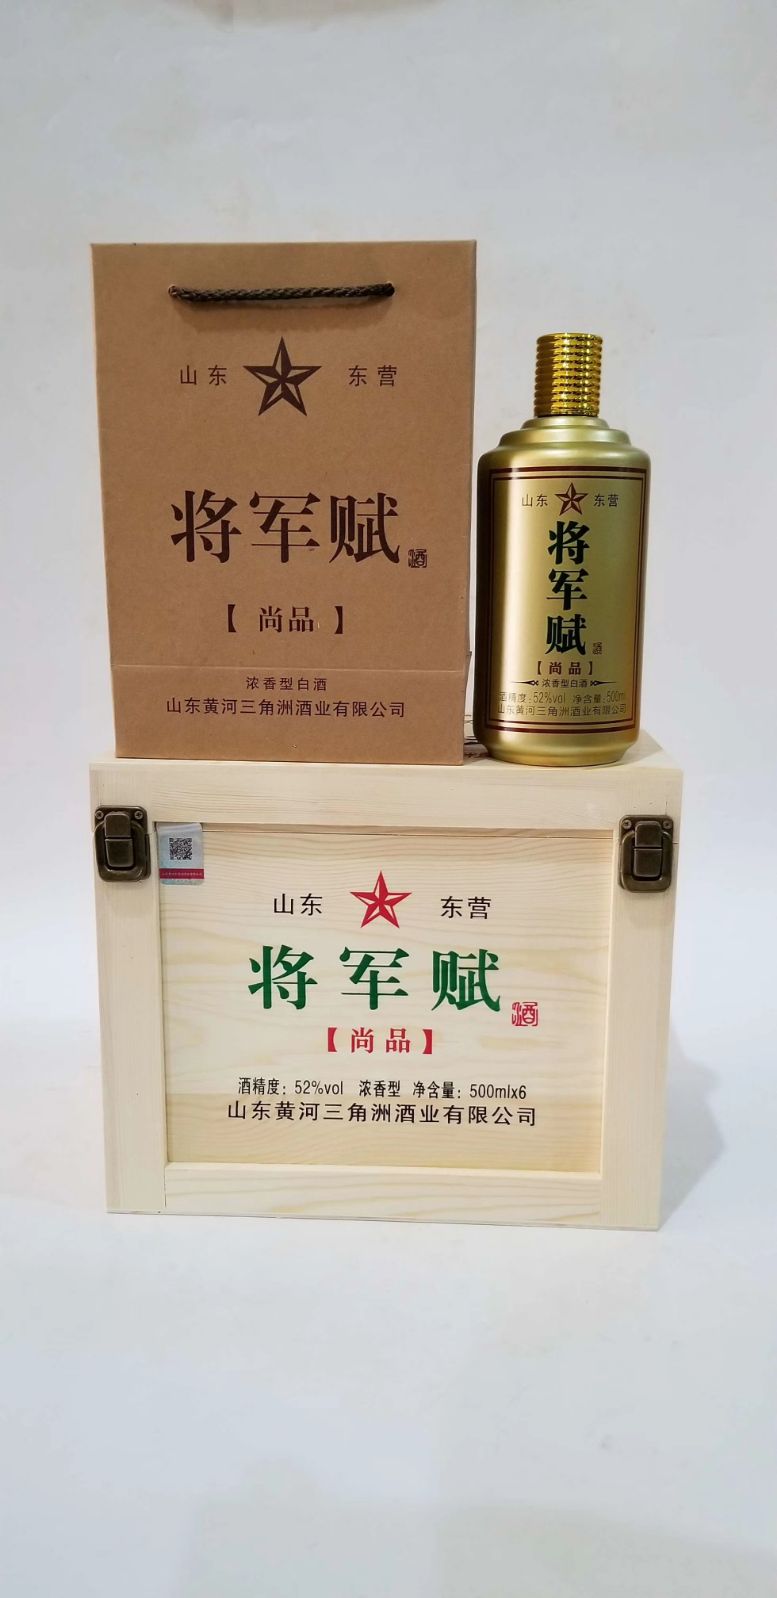 山东 东营
将军赋
酒
【 尚品 】
浓香型白酒
山东黄河三角洲酒业有限公司
山东 东营
将
军
赋
酒
【尚品】
浓香型白酒
酒精度:52%vol 净含量:500ml
山东黄河三角洲酒业有限公司
山东 东营
将军赋
酒
【尚品】
酒精度:52%vol 浓香型 净含量:500mlx6
山东黄河三角洲酒业有限公司